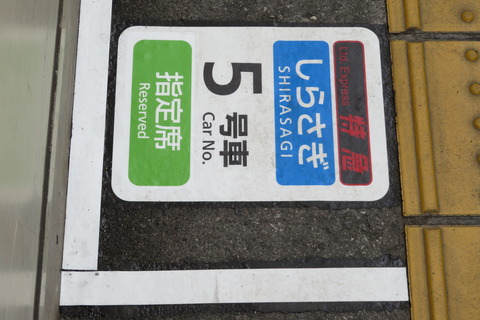 特急 Ltd. Express
しらさぎ
SHIRASAGI
5号車
Car No.
指定席
Reserved